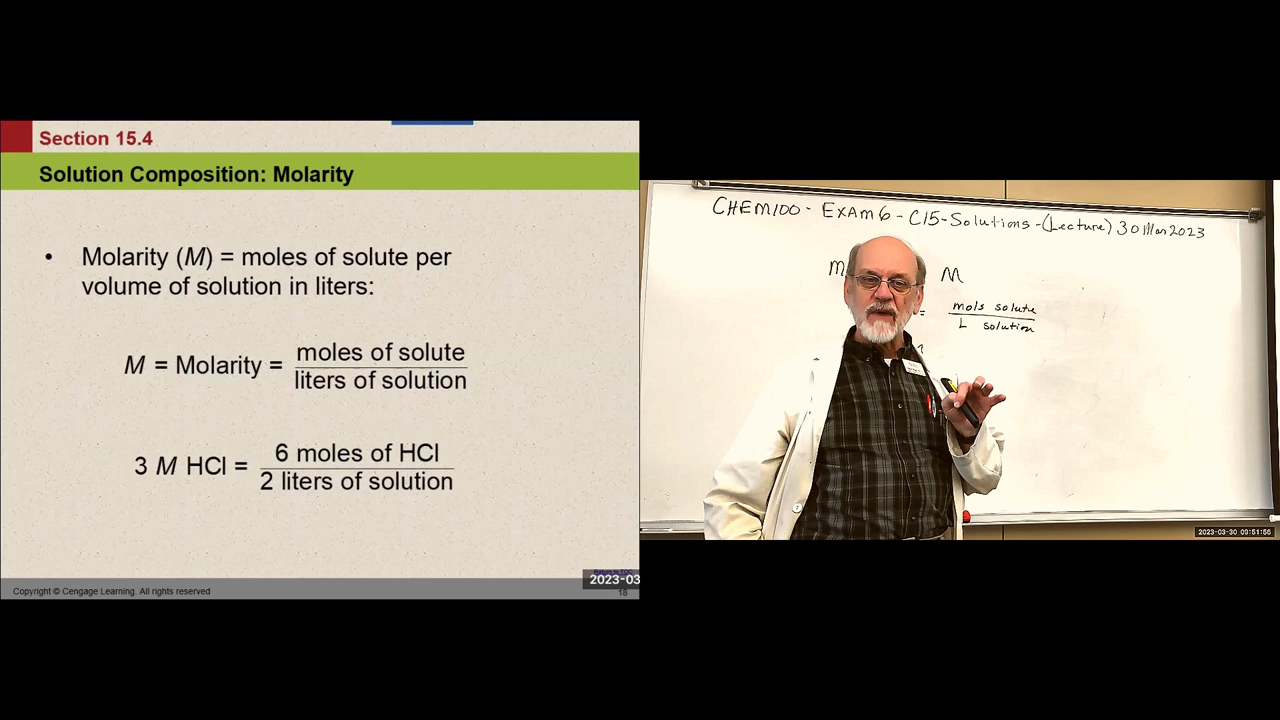 Section 15.4
Solution Composition: Molarity
• Molarity (M) = moles of solute per
volume of solution in liters:
M = Molarity = moles of solute
liters of solution
3 M HCl = 6 moles of HCl
2 liters of solution
Copyright © Cengage Learning. All rights reserved
2023-03
18
CHEM100 - EXAM 6 - C15 - Solutions - (Lecture) 30 Mar 2023
M
= mols solute
L solution
2023-03-30 09:51:56